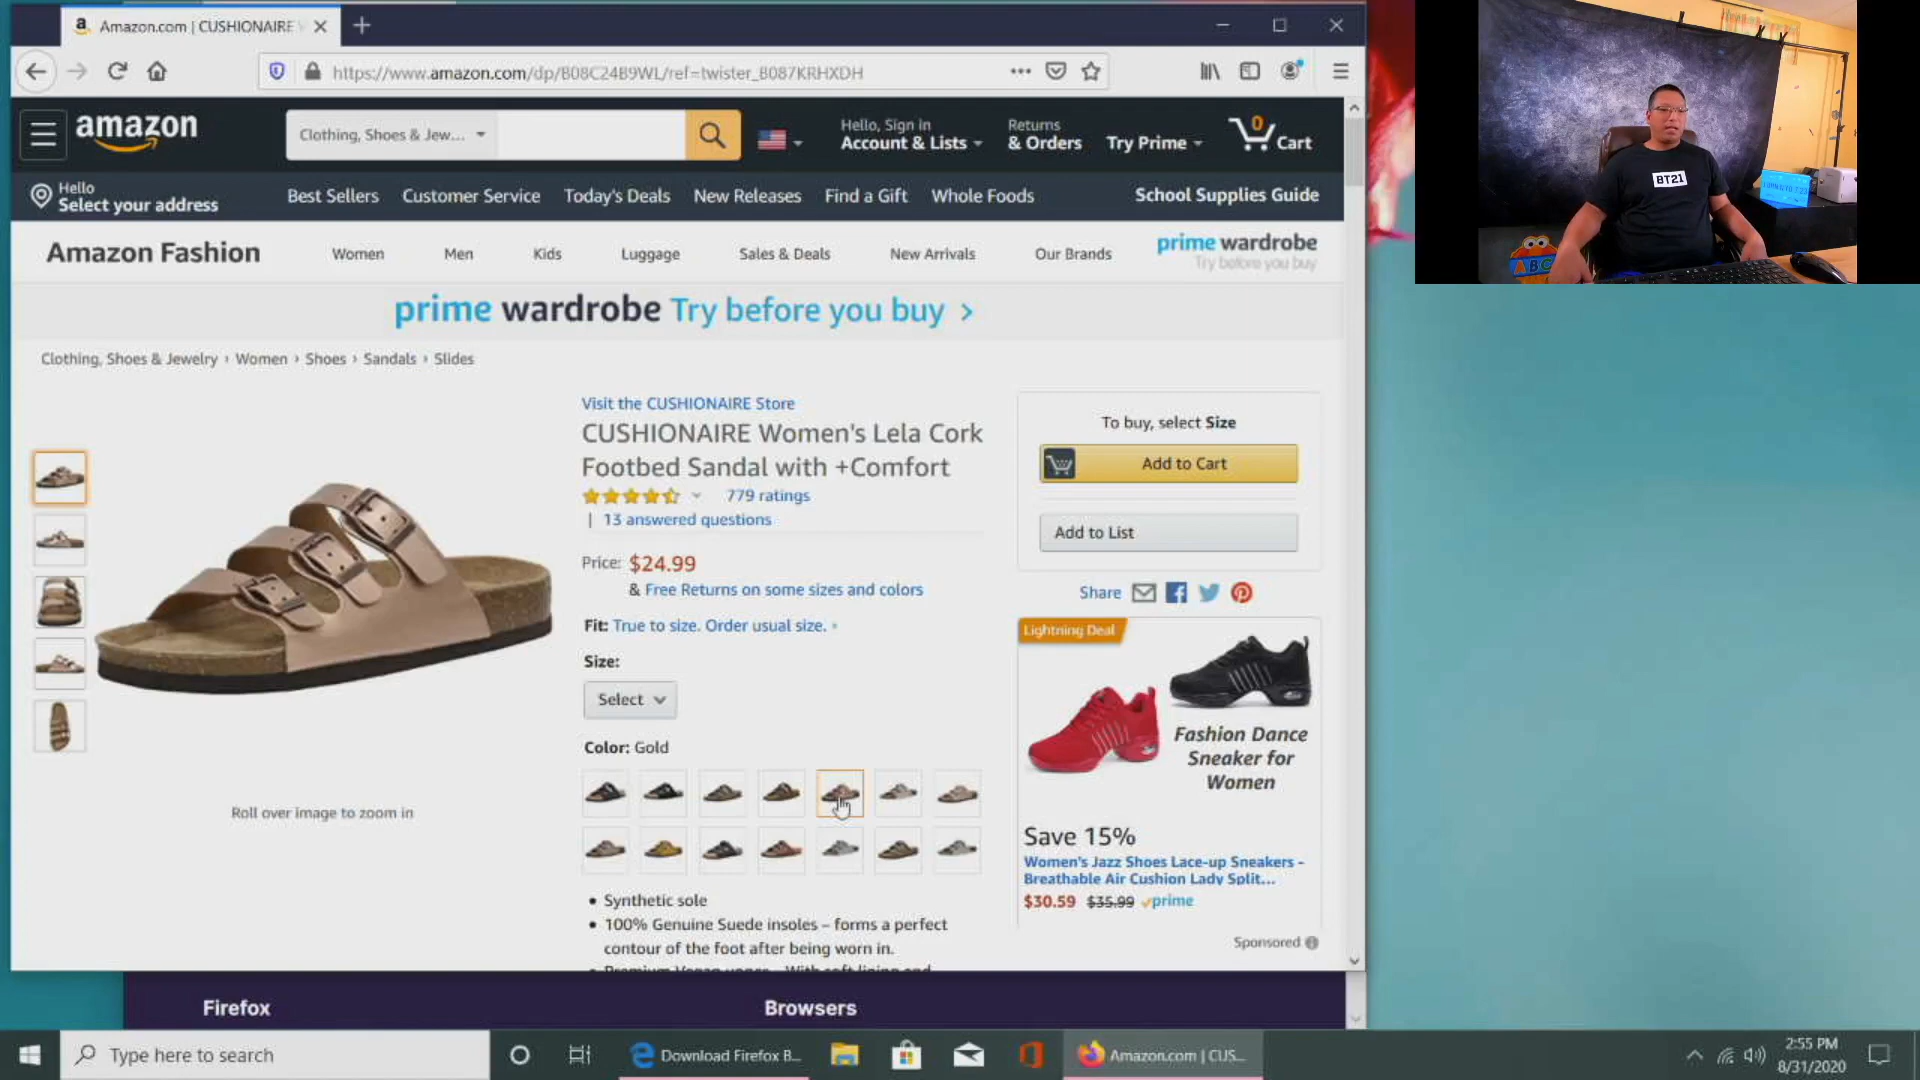 Amazon.com | CUSHIONAIRE
https://www.amazon.com/dp/B08C24B9WL/ref=twister_B087KRHXDH
amazon
Clothing, Shoes & Jew...
Hello, Sign in
Account & Lists
Returns
& Orders
Try Prime
0
Cart
Hello
Select your address
Best Sellers
Customer Service
Today's Deals
New Releases
Find a Gift
Whole Foods
School Supplies Guide
Amazon Fashion
Women
Men
Kids
Luggage
Sales & Deals
New Arrivals
Our Brands
prime wardrobe
Try before you buy
prime wardrobe Try before you buy >
Clothing, Shoes & Jewelry › Women › Shoes › Sandals › Slides
Visit the CUSHIONAIRE Store
CUSHIONAIRE Women's Lela Cork
Footbed Sandal with +Comfort
779 ratings
| 13 answered questions
Price: $24.99
& Free Returns on some sizes and colors
Fit: True to size. Order usual size.
Size:
Select
Color: Gold
Roll over image to zoom in
• Synthetic sole
• 100% Genuine Suede insoles – forms a perfect
contour of the foot after being worn in.
To buy, select Size
Add to Cart
Add to List
Share
Lightning Deal
Fashion Dance
Sneaker for
Women
Save 15%
Women's Jazz Shoes Lace-up Sneakers -
Breathable Air Cushion Lady Split...
$30.59 $35.99 prime
Sponsored
BT21
ABC
Firefox
Browsers
Type here to search
Download Firefox B...
Amazon.com | CUS...
2:55 PM
8/31/2020